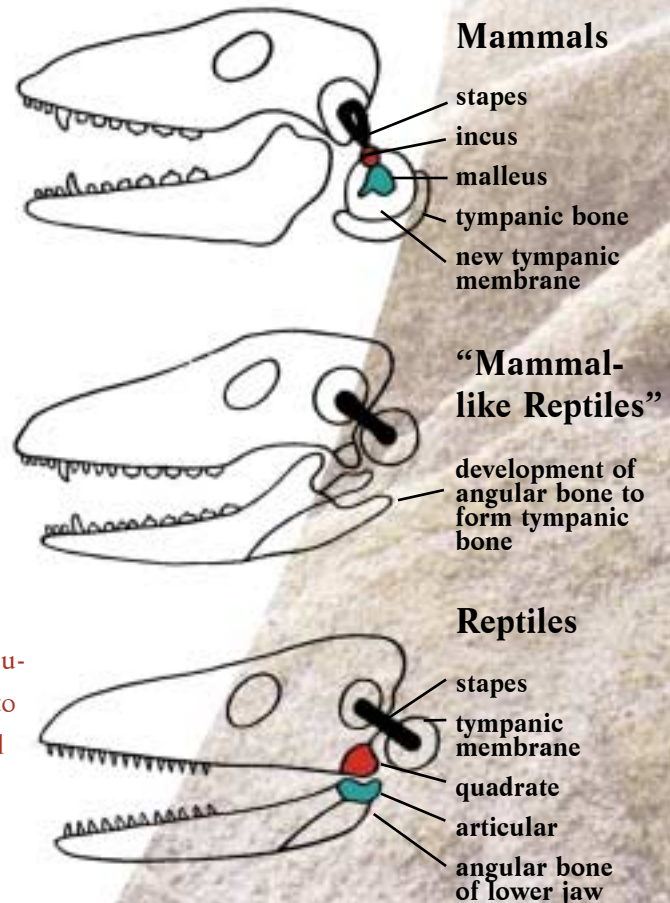 Mammals
stapes
incus
malleus
tympanic bone
new tympanic
membrane
“Mammal-
like Reptiles”
development of
angular bone to
form tympanic
bone
Reptiles
stapes
tympanic
membrane
quadrate
articular
angular bone
of lower jaw